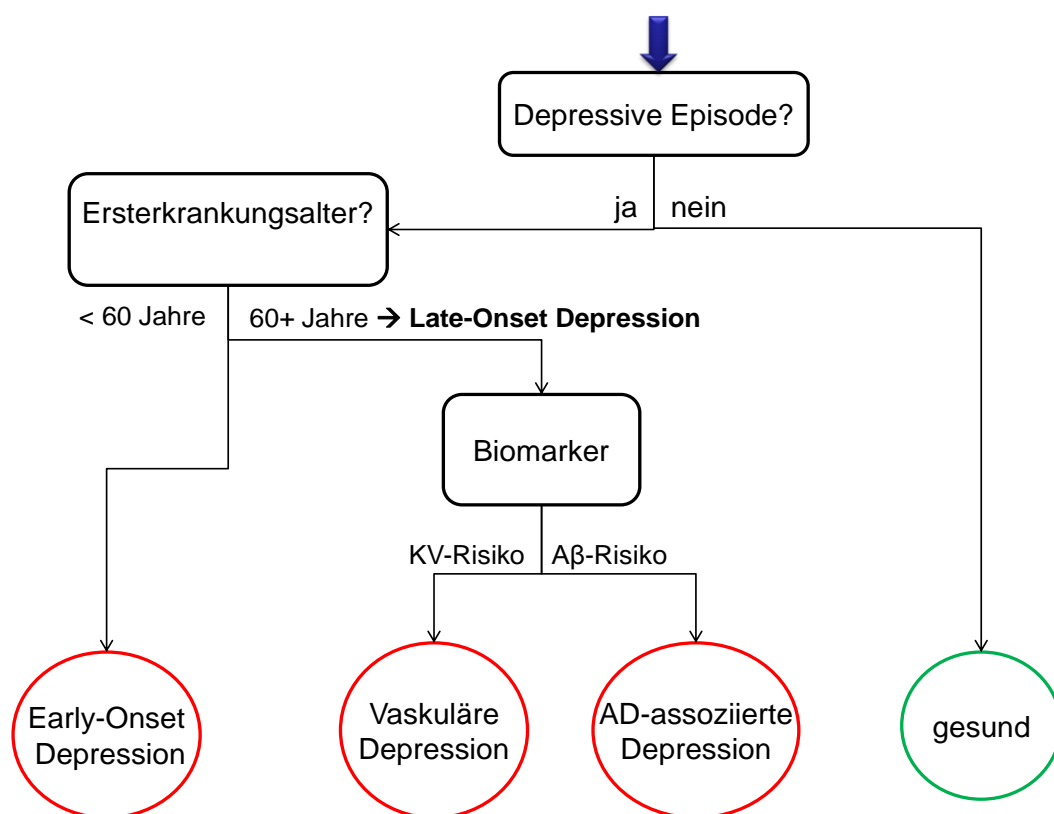 Depressive Episode?
ja
nein
Ersterkrankungsalter?
< 60 Jahre
60+ Jahre → Late-Onset Depression
Biomarker
KV-Risiko
Aβ-Risiko
Early-Onset
Depression
Vaskuläre
Depression
AD-assoziierte
Depression
gesund